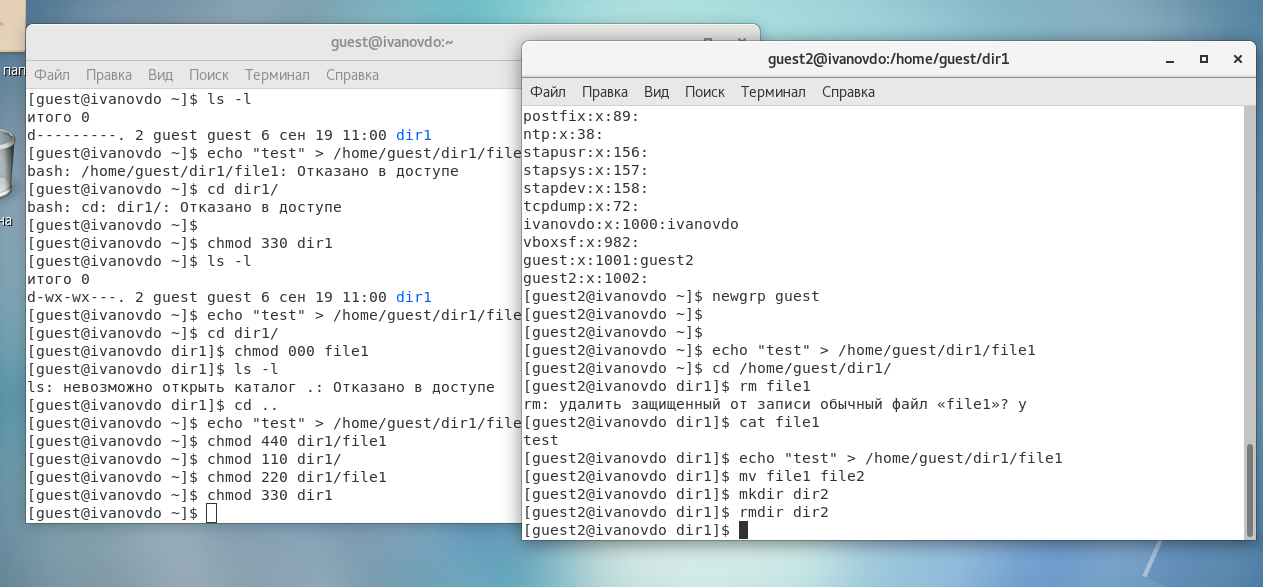 пап
на
guest@ivanovdo:~
Файл Правка Вид Поиск Терминал Справка
[guest@ivanovdo ~]$ ls -l
итого 0
d---------. 2 guest guest 6 сен 19 11:00 dir1
[guest@ivanovdo ~]$ echo "test" > /home/guest/dir1/file
bash: /home/guest/dir1/file1: Отказано в доступе
[guest@ivanovdo ~]$ cd dir1/
bash: cd: dir1/: Отказано в доступе
[guest@ivanovdo ~]$
[guest@ivanovdo ~]$ chmod 330 dir1
[guest@ivanovdo ~]$ ls -l
итого 0
d-wx-wx---. 2 guest guest 6 сен 19 11:00 dir1
[guest@ivanovdo ~]$ echo "test" > /home/guest/dir1/file
[guest@ivanovdo ~]$ cd dir1/
[guest@ivanovdo dir1]$ chmod 000 file1
[guest@ivanovdo dir1]$ ls -l
ls: невозможно открыть каталог .: Отказано в доступе
[guest@ivanovdo dir1]$ cd ..
[guest@ivanovdo ~]$ echo "test" > /home/guest/dir1/file
[guest@ivanovdo ~]$ chmod 440 dir1/file1
[guest@ivanovdo ~]$ chmod 110 dir1/
[guest@ivanovdo ~]$ chmod 220 dir1/file1
[guest@ivanovdo ~]$ chmod 330 dir1
[guest@ivanovdo ~]$
guest2@ivanovdo:/home/guest/dir1
Файл Правка Вид Поиск Терминал Справка
postfix:x:89:
ntp:x:38:
stapusr:x:156:
stapsys:x:157:
stapdev:x:158:
tcpdump:x:72:
ivanovdo:x:1000:ivanovdo
vboxsf:x:982:
guest:x:1001:guest2
guest2:x:1002:
[guest2@ivanovdo ~]$ newgrp guest
[guest2@ivanovdo ~]$
[guest2@ivanovdo ~]$
[guest2@ivanovdo ~]$ echo "test" > /home/guest/dir1/file1
[guest2@ivanovdo ~]$ cd /home/guest/dir1/
[guest2@ivanovdo dir1]$ rm file1
rm: удалить защищенный от записи обычный файл «file1»? y
[guest2@ivanovdo dir1]$ cat file1
test
[guest2@ivanovdo dir1]$ echo "test" > /home/guest/dir1/file1
[guest2@ivanovdo dir1]$ mv file1 file2
[guest2@ivanovdo dir1]$ mkdir dir2
[guest2@ivanovdo dir1]$ rmdir dir2
[guest2@ivanovdo dir1]$